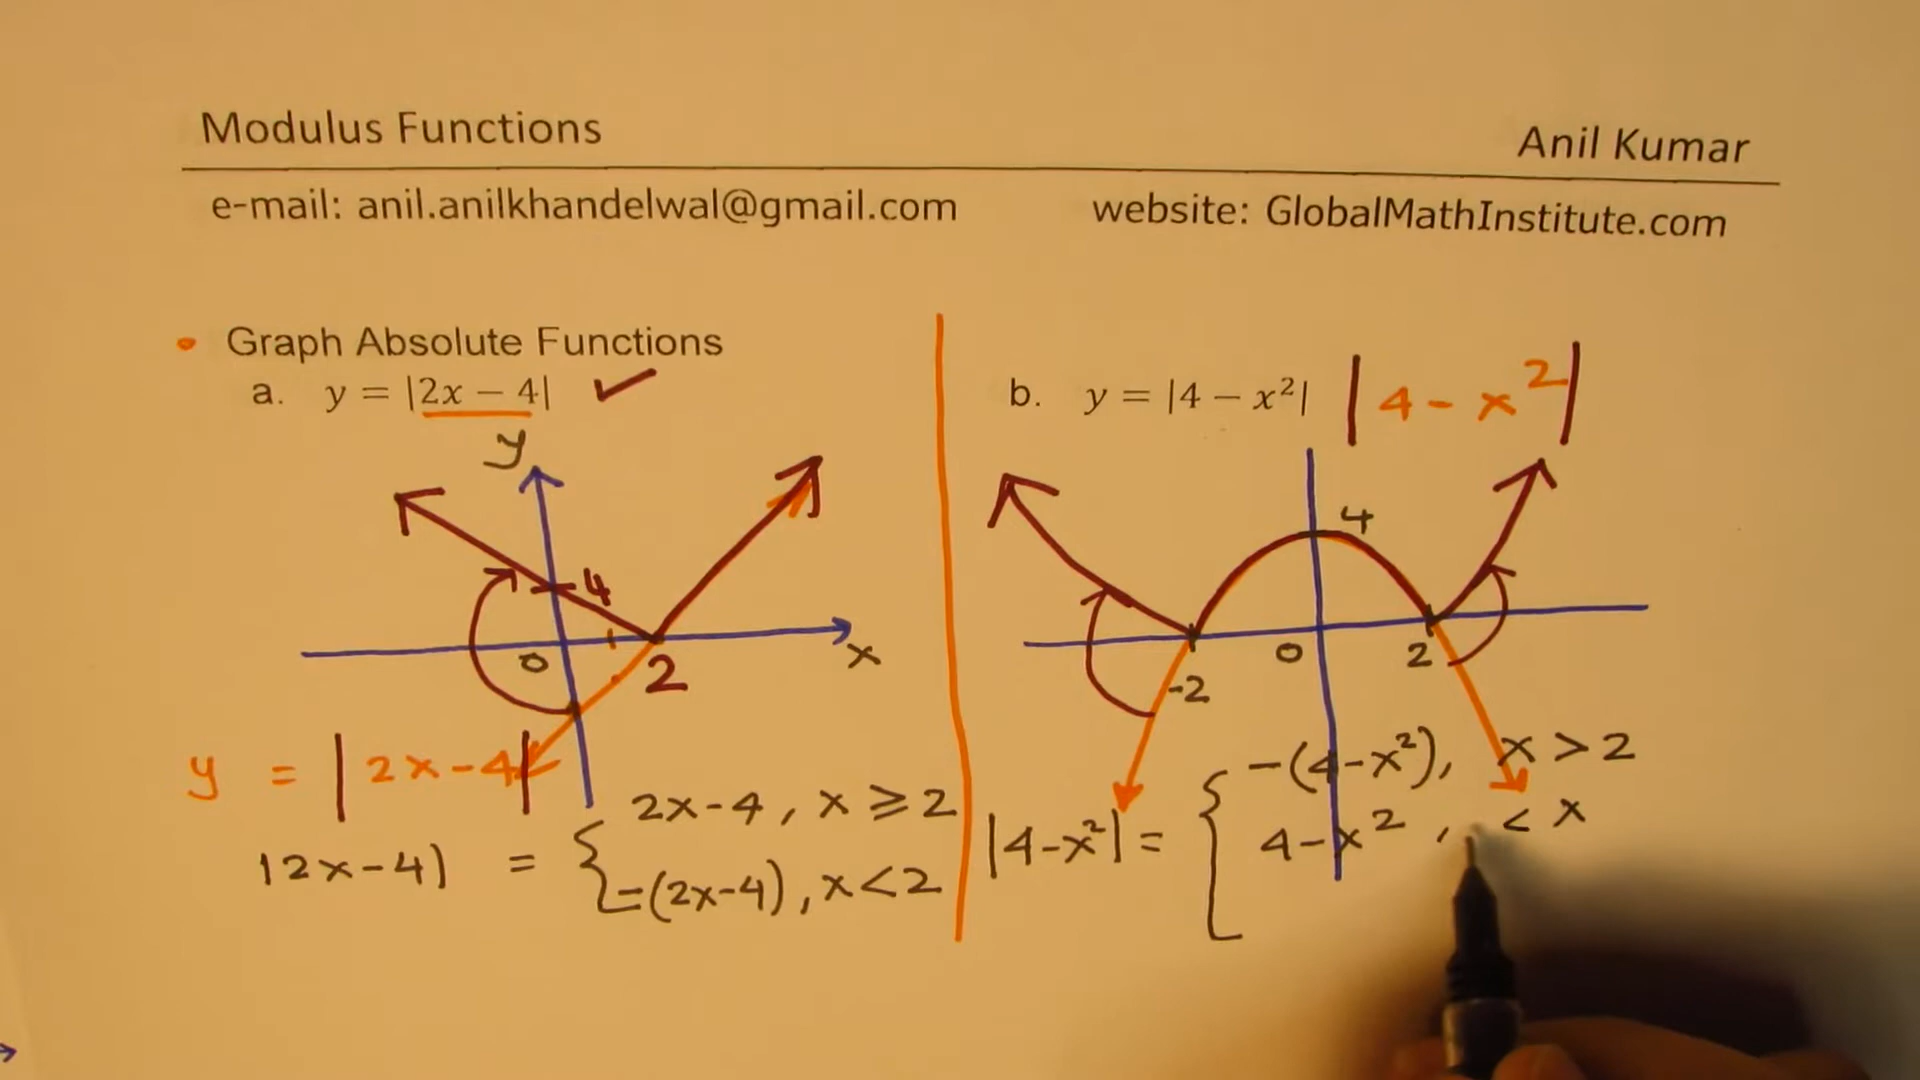 Modulus Functions
Anil Kumar
e-mail: anil.anilkhandelwal@gmail.com
website: GlobalMathInstitute.com
Graph Absolute Functions
a. y = |2x − 4|
y
4
0
2
x
y = |2x-4|
|2x-4| = { 2x-4, x ⩾ 2
-(2x-4), x<2
b. y = |4 − x²| |4-x²|
4
0
2
-2
|4-x²| = { -(4-x²), x>2
4-x², < x